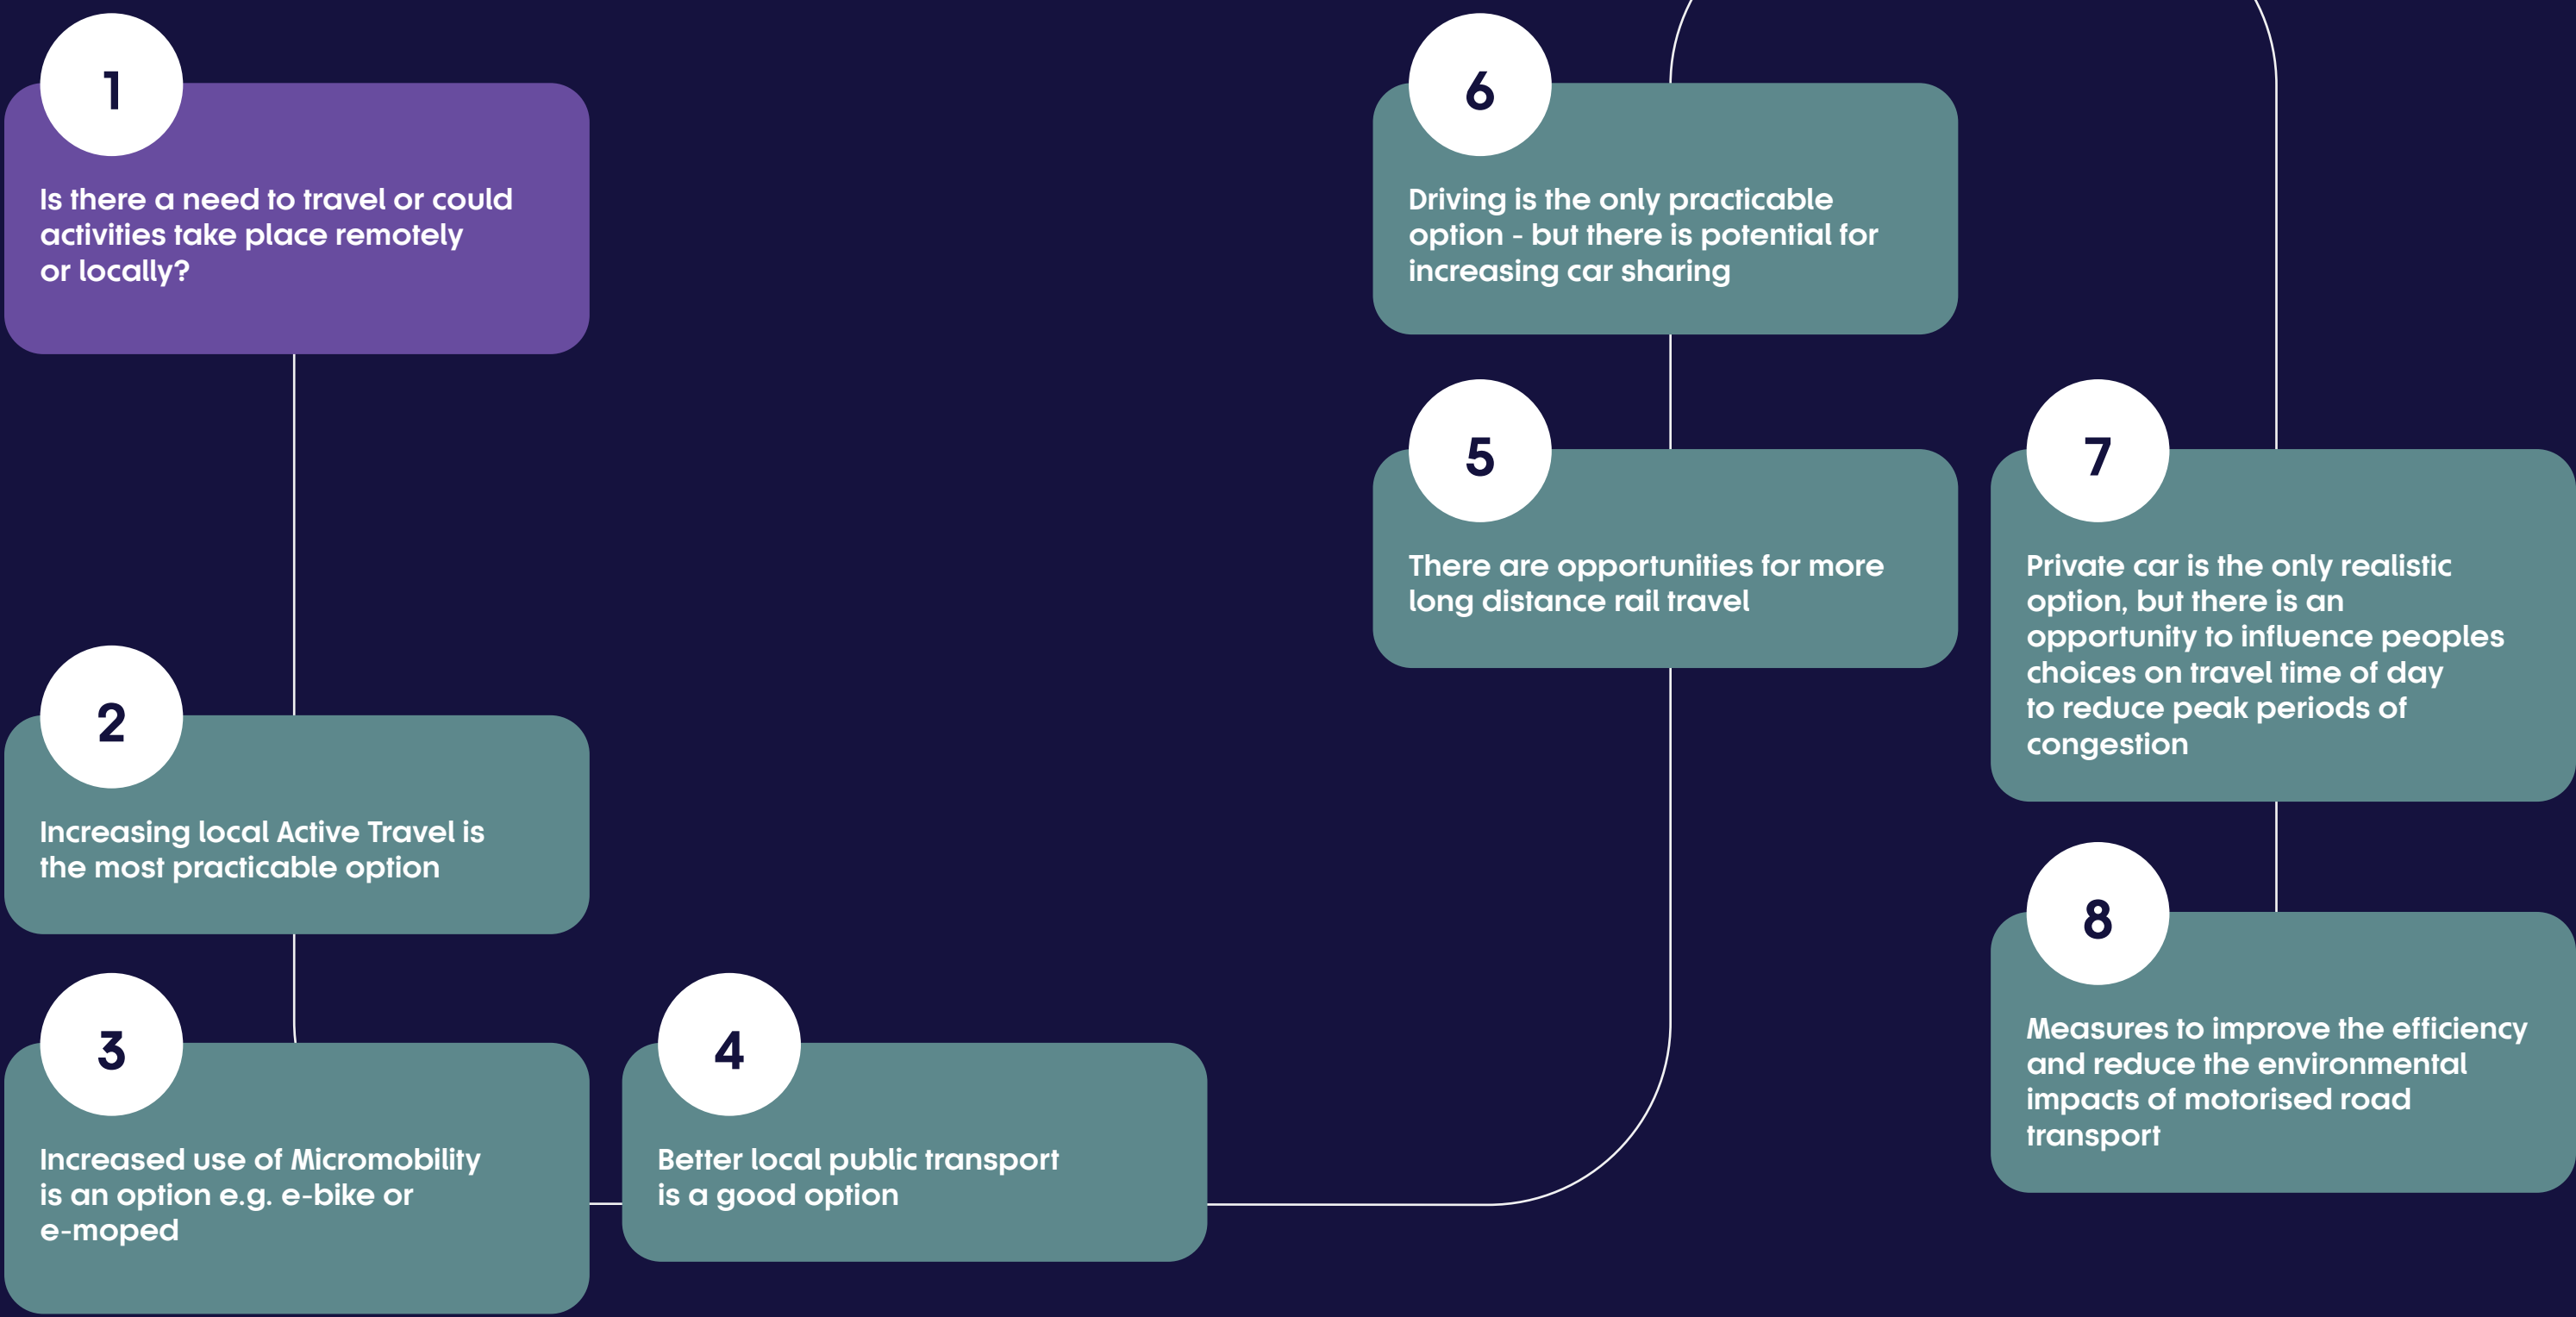 1
Is there a need to travel or could
activities take place remotely
or locally?
2
Increasing local Active Travel is
the most practicable option
3
Increased use of Micromobility
is an option e.g. e-bike or
e-moped
4
Better local public transport
is a good option
5
There are opportunities for more
long distance rail travel
6
Driving is the only practicable
option - but there is potential for
increasing car sharing
7
Private car is the only realistic
option, but there is an
opportunity to influence peoples
choices on travel time of day
to reduce peak periods of
congestion
8
Measures to improve the efficiency
and reduce the environmental
impacts of motorised road
transport